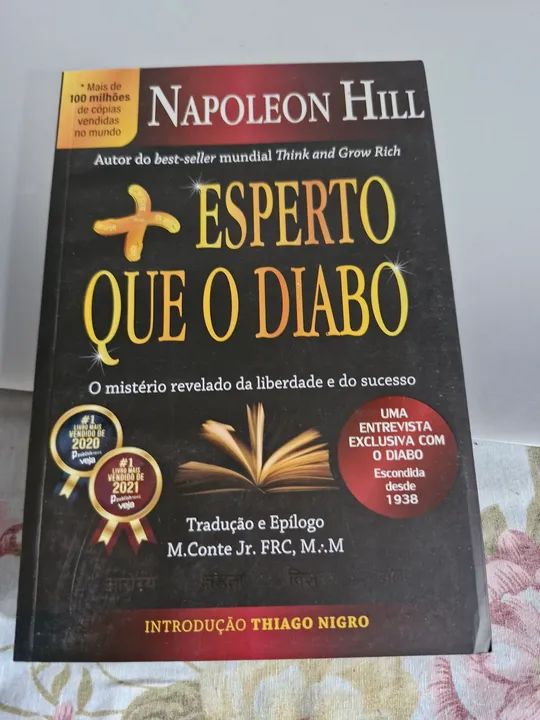 * Mais de
100 milhões
de cópias
vendidas
no mundo
NAPOLEON HILL
Autor do best-seller mundial Think and Grow Rich
+ ESPERTO
QUE O DIABO
O mistério revelado da liberdade e do sucesso
#1
LIVRO MAIS
VENDIDO DE
2020
veja
#1
LIVRO MAIS
VENDIDO DE
2021
veja
UMA
ENTREVISTA
EXCLUSIVA COM
O DIABO
Escondida
desde
1938
Tradução e Epílogo
M.Conte Jr. FRC, M∴M
INTRODUÇÃO THIAGO NIGRO